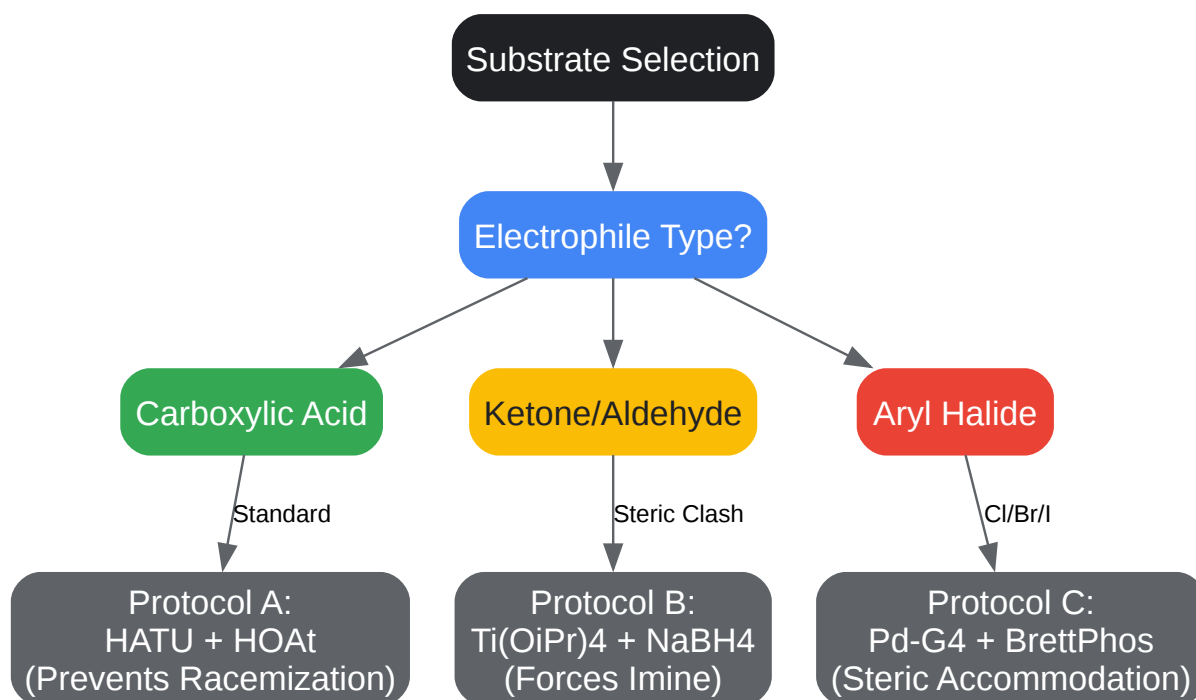 Substrate Selection
Electrophile Type?
Carboxylic Acid
Ketone/Aldehyde
Aryl Halide
Standard
Steric Clash
Cl/Br/I
Protocol A:
HATU + HOAt
(Prevents Racemization)
Protocol B:
Ti(OiPr)4 + NaBH4
(Forces Imine)
Protocol C:
Pd-G4 + BrettPhos
(Steric Accommodation)